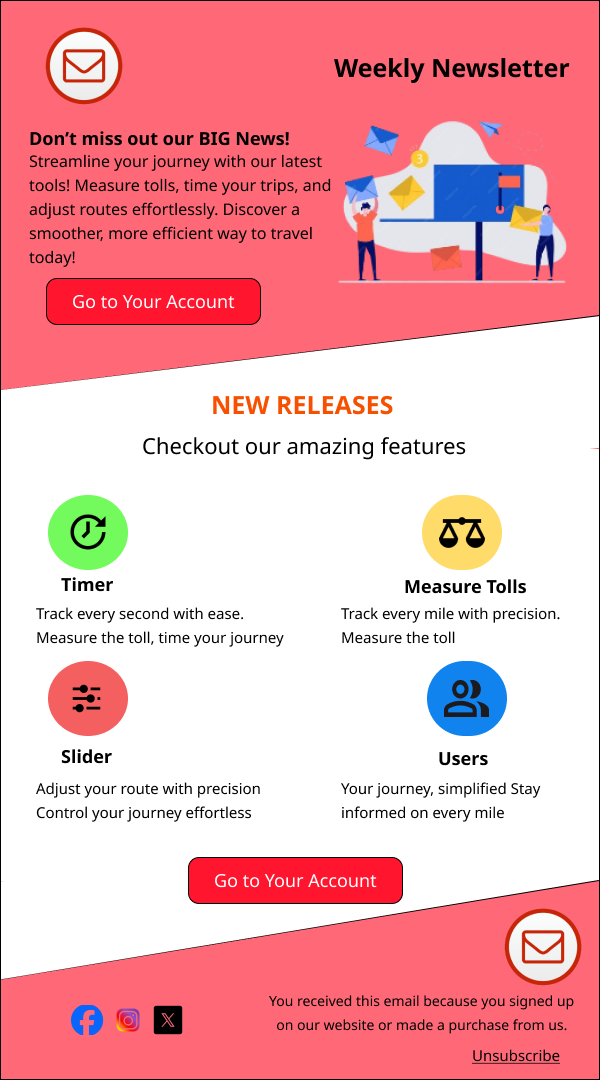 Weekly Newsletter
Don’t miss out our BIG News!
Streamline your journey with our latest
tools! Measure tolls, time your trips, and
adjust routes effortlessly. Discover a
smoother, more efficient way to travel
today!
3
Go to Your Account
NEW RELEASES
Checkout our amazing features
Timer
Track every second with ease.
Measure the toll, time your journey
Measure Tolls
Track every mile with precision.
Measure the toll
Slider
Adjust your route with precision
Control your journey effortless
Users
Your journey, simplified Stay
informed on every mile
Go to Your Account
You received this email because you signed up
on our website or made a purchase from us.
Unsubscribe